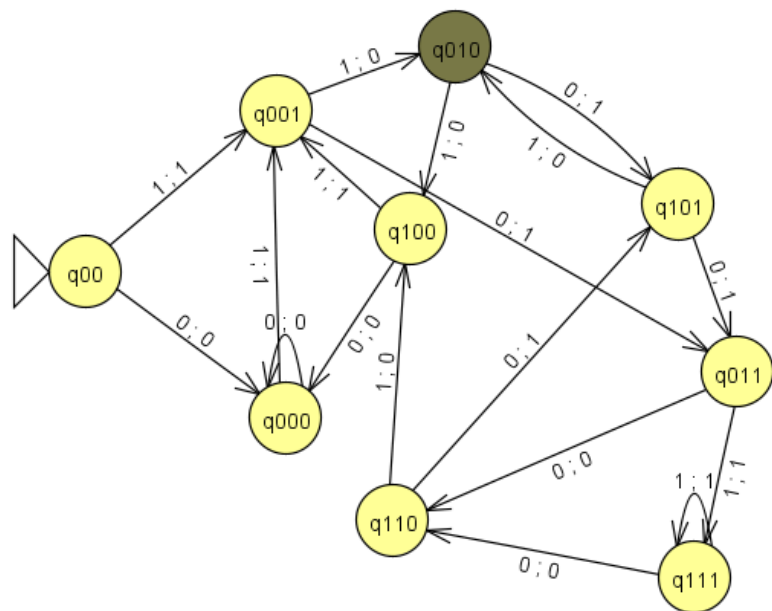 q010
1 ; 0
0 ; 1
q001
1 ; 0
1 ; 0
1 ; 1
1 ; 1
q101
q100
0 ; 1
q00
1 ; 1
0 ; 1
0 ; 0
0 ; 0
0 ; 0
0 ; 1
q011
1 ; 0
q000
0 ; 0
1 ; 1
1 ; 1
q110
0 ; 0
q111